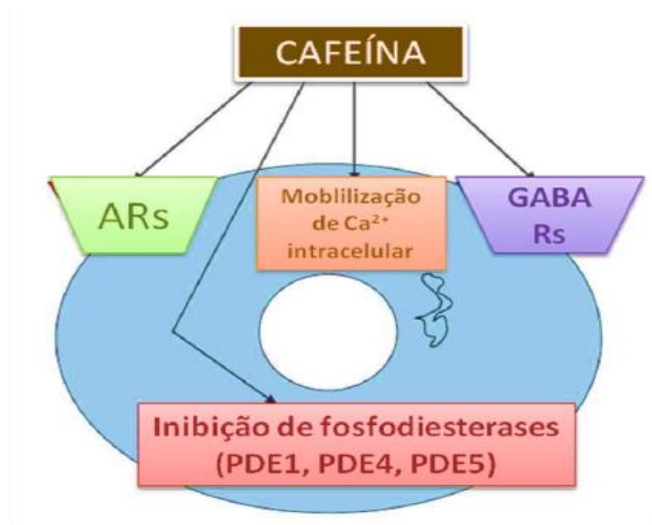 CAFEÍNA
ARs
Moblilização
de Ca²⁺
intracelular
GABA
Rs
Inibição de fosfodiesterases
(PDE1, PDE4, PDE5)